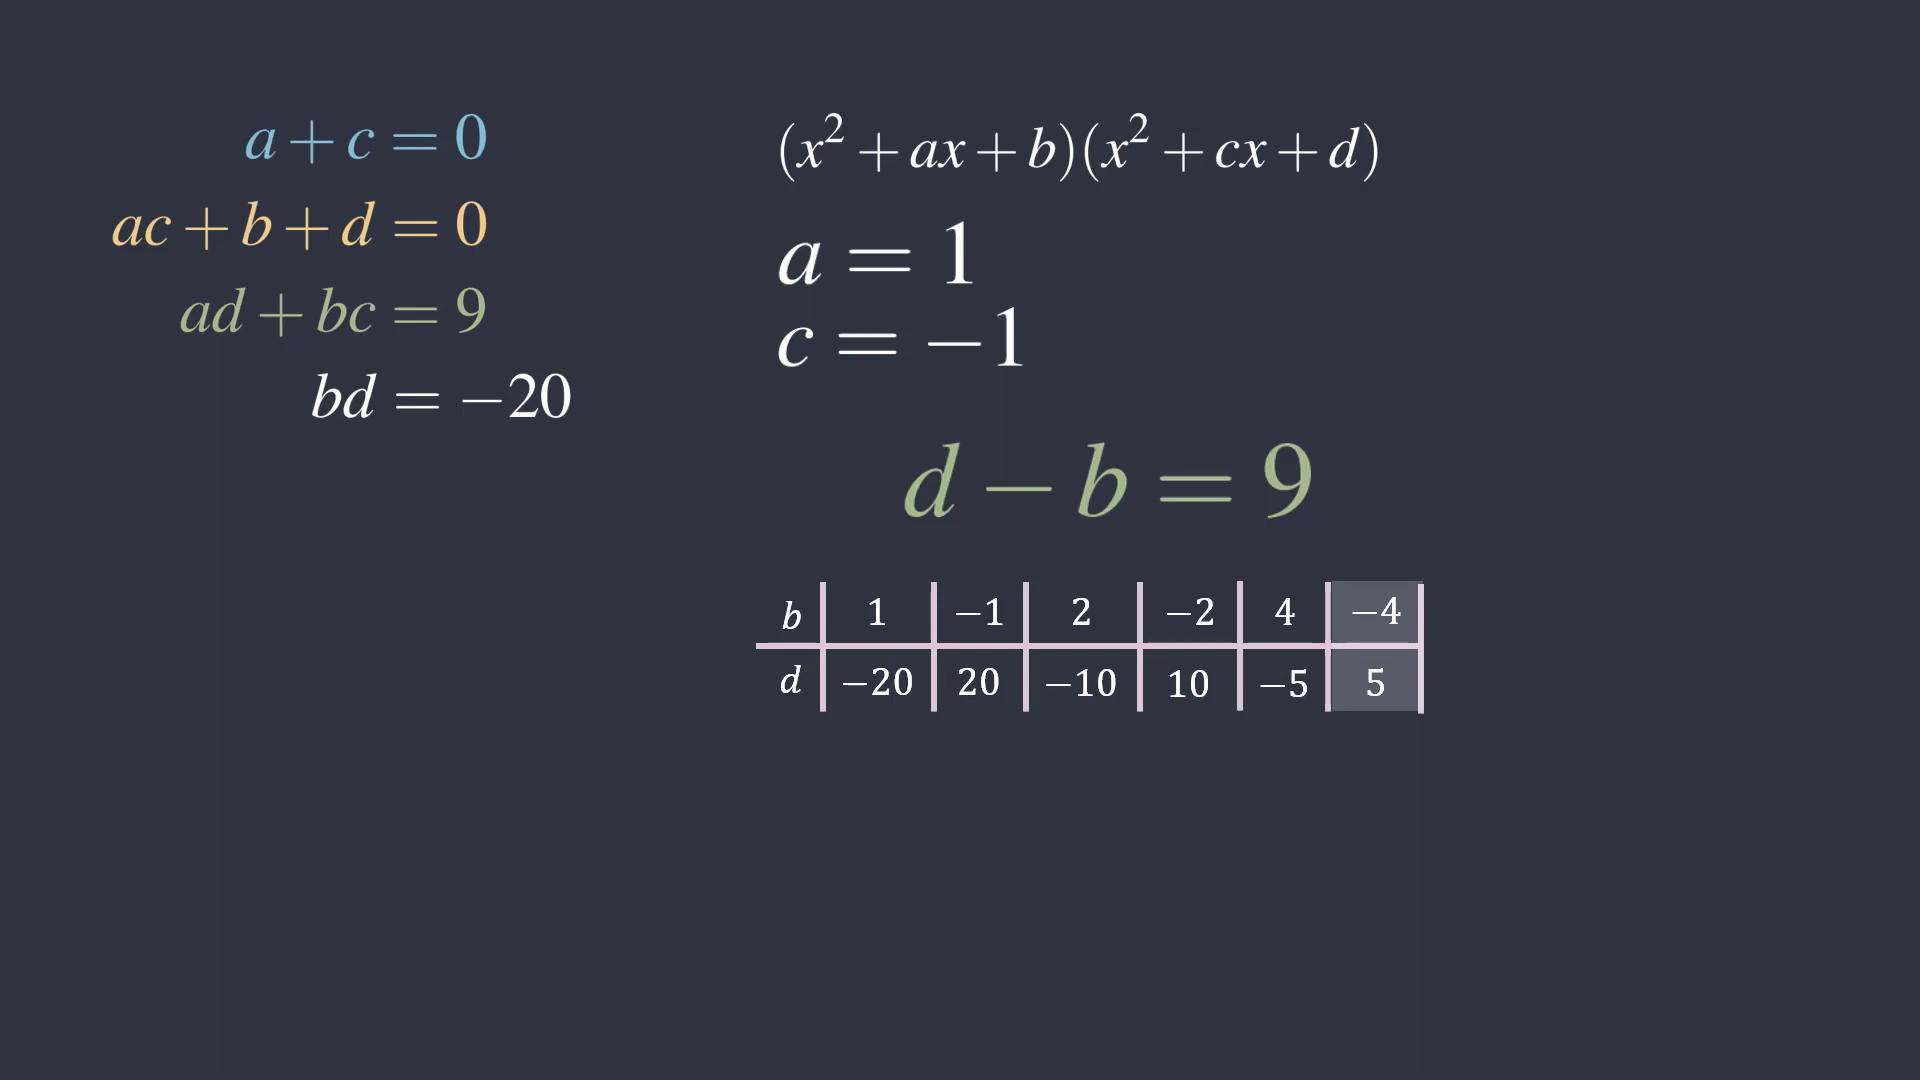 a + c = 0
ac + b + d = 0
ad + bc = 9
bd = −20
(x² + ax + b)(x² + cx + d)
a = 1
c = −1
d − b = 9
b 1 −1 2 −2 4 −4
d −20 20 −10 10 −5 5